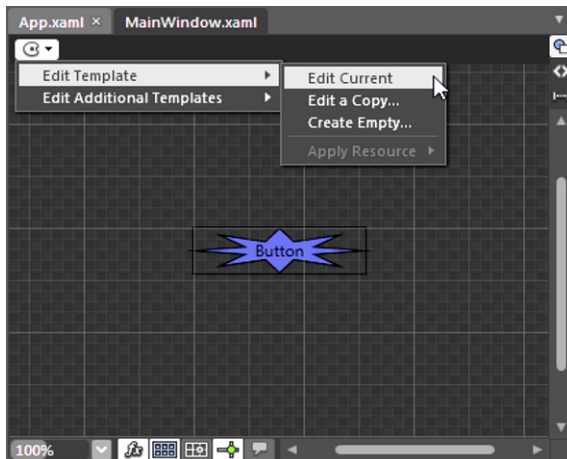 App.xaml × MainWindow.xaml
Edit Template Edit Current
Edit Additional Templates Edit a Copy...
Create Empty...
Apply Resource
Button
100% fx